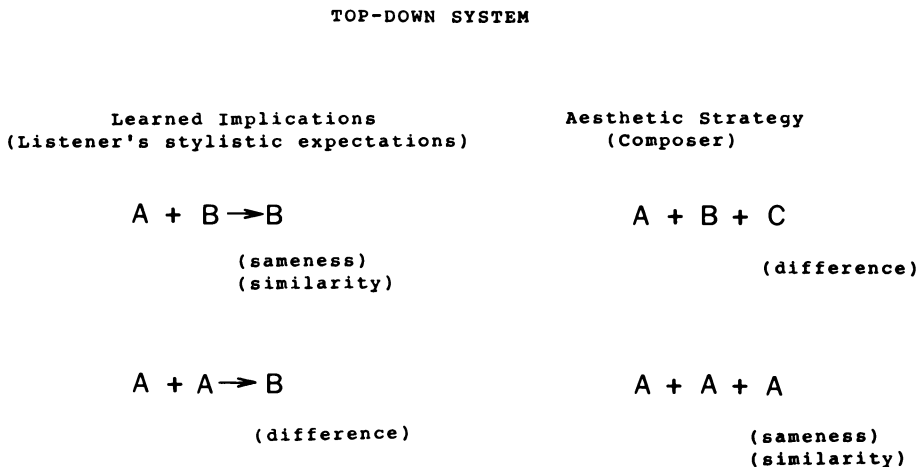 TOP-DOWN SYSTEM
Learned Implications
(Listener's stylistic expectations)
Aesthetic Strategy
(Composer)
A + B → B
(sameness)
(similarity)
A + B + C
(difference)
A + A → B
(difference)
A + A + A
(sameness)
(similarity)